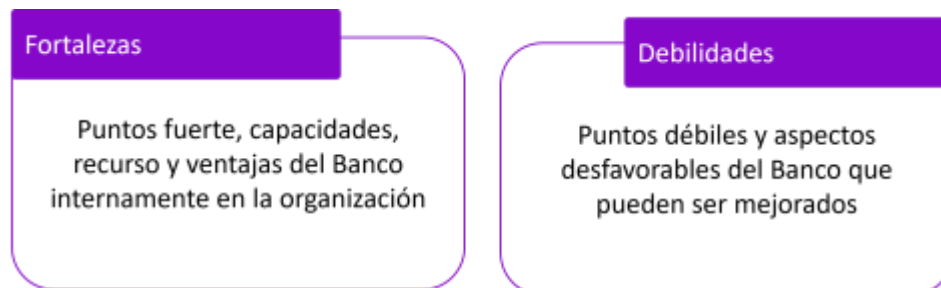 Fortalezas
Puntos fuerte, capacidades,
recurso y ventajas del Banco
internamente en la organización
Debilidades
Puntos débiles y aspectos
desfavorables del Banco que
pueden ser mejorados